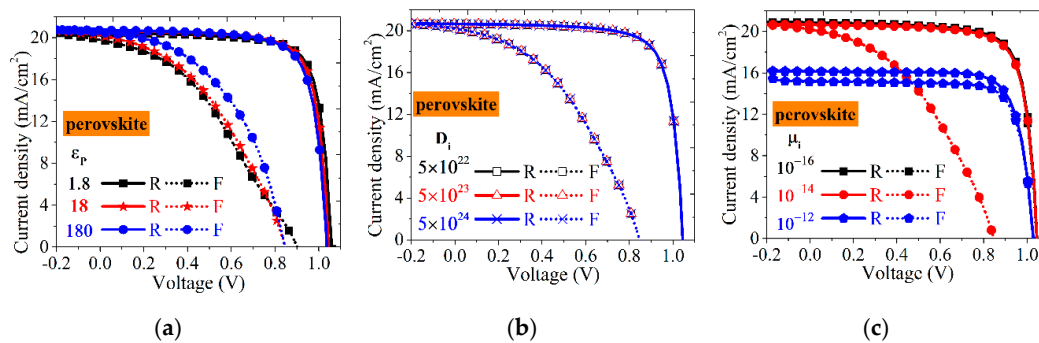 Current density (mA/cm²)
20
16
12
8
4
0
perovskite
εP
1.8 R F
18 R F
180 R F
-0.2 0.0 0.2 0.4 0.6 0.8 1.0
Voltage (V)
(a)
Current density (mA/cm²)
20
16
12
8
4
0
perovskite
Di
5×10²² R F
5×10²³ R F
5×10²⁴ R F
-0.2 0.0 0.2 0.4 0.6 0.8 1.0
Voltage (V)
(b)
Current density (mA/cm²)
20
16
12
8
4
0
perovskite
μi
10⁻¹⁶ R F
10⁻¹⁴ R F
10⁻¹² R F
-0.2 0.0 0.2 0.4 0.6 0.8 1.0
Voltage (V)
(c)